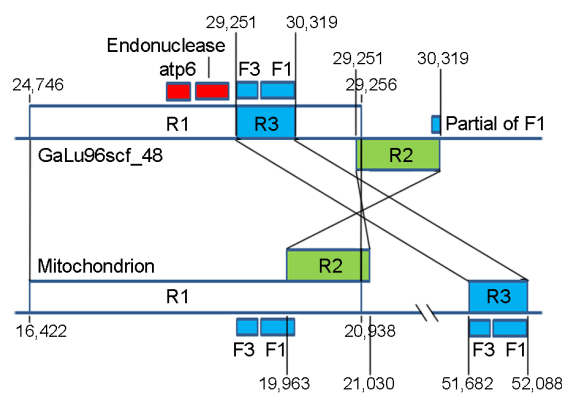 29,251
30,319
Endonuclease
29,251
30,319
atp6
F3
F1
24,746
29,256
R1
R3
Partial of F1
GaLu96scf_48
R2
Mitochondrion
R2
R1
R3
16,422
F3
F1
20,938
F3
F1
19,963
21,030
51,682
52,088